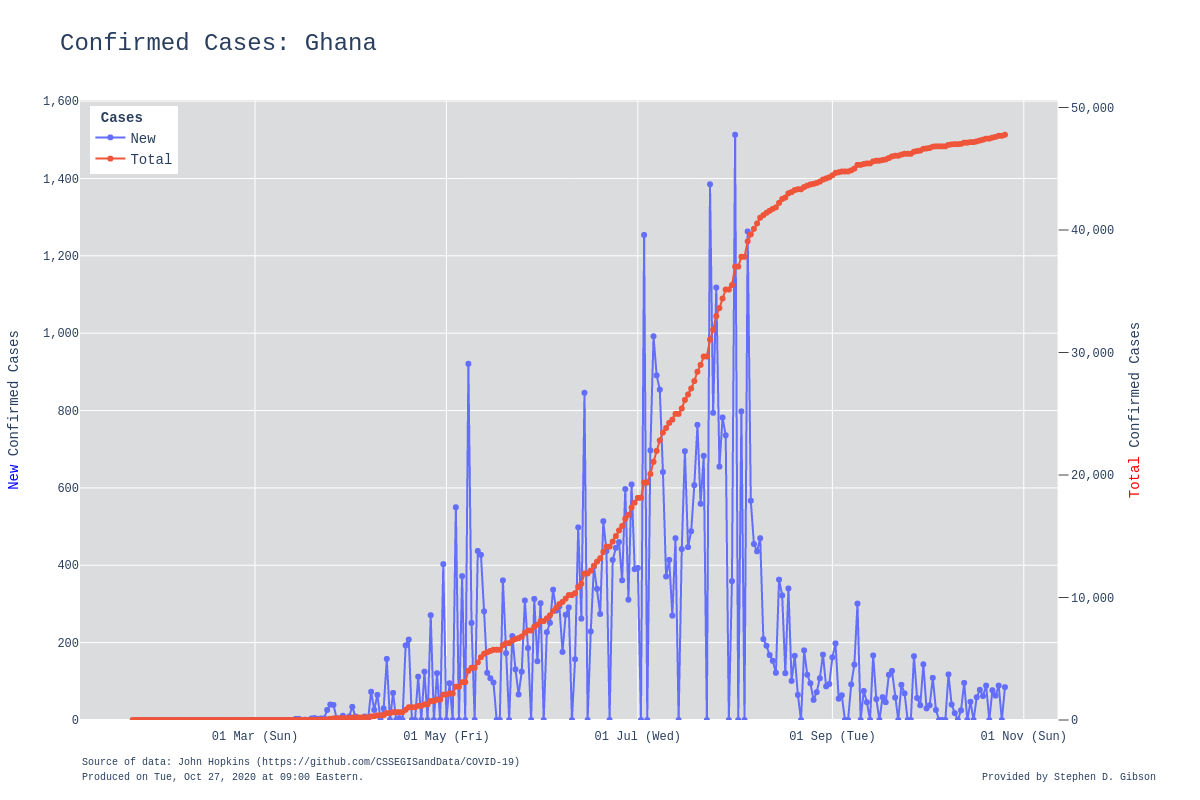 Confirmed Cases: Ghana
Cases
New
Total
1,600
1,400
1,200
1,000
800
600
400
200
0
New Confirmed Cases
50,000
40,000
30,000
20,000
10,000
0
Total Confirmed Cases
01 Mar (Sun)
01 May (Fri)
01 Jul (Wed)
01 Sep (Tue)
01 Nov (Sun)
Source of data: John Hopkins (https://github.com/CSSEGISandData/COVID-19)
Produced on Tue, Oct 27, 2020 at 09:00 Eastern.
Provided by Stephen D. Gibson